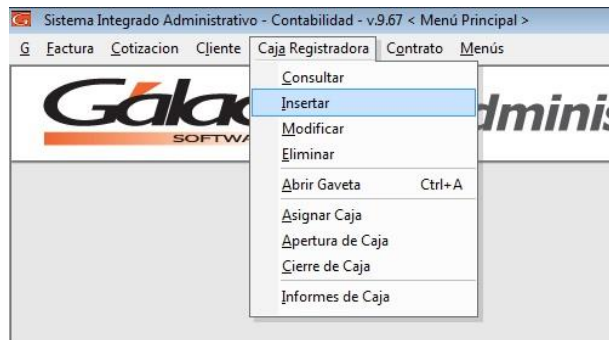 Sistema Integrado Administrativo - Contabilidad - v.9.67 < Menú Principal >
G Factura Cotizacion Cliente Caja Registradora Contrato Menús
Consultar
Insertar
Modificar
Eliminar
Abrir Gaveta Ctrl+A
Asignar Caja
Apertura de Caja
Cierre de Caja
Informes de Caja